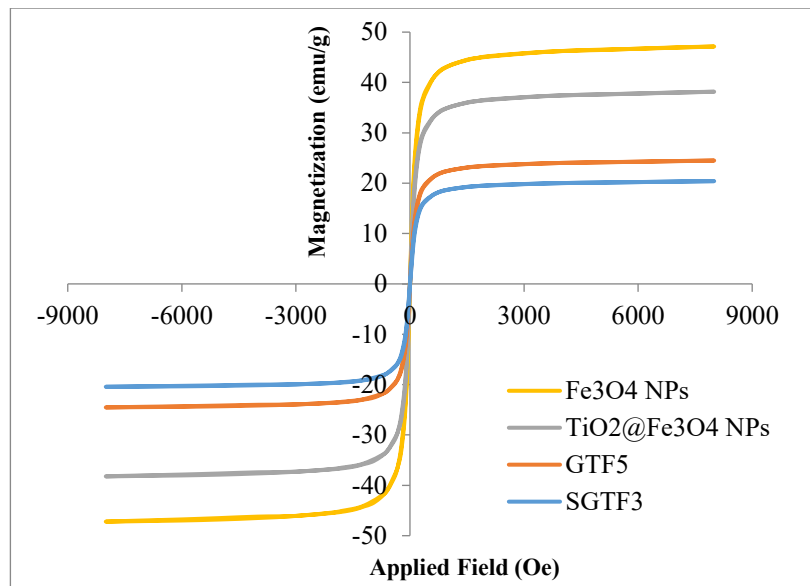 50
40
30
20
10
0
-10
-20
-30
-40
-50
Magnetization (emu/g)
-9000 -6000 -3000 0 3000 6000 9000
Fe3O4 NPs
TiO2@Fe3O4 NPs
GTF5
SGTF3
Applied Field (Oe)